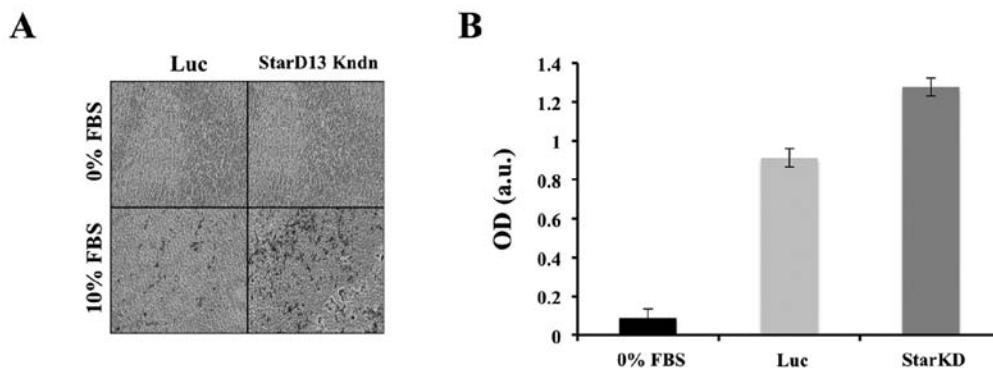 A
Luc
StarD13 Kndn
0% FBS
10% FBS
B
OD (a.u.)
1.4
1.2
1
0.8
0.6
0.4
0.2
0
0% FBS
Luc
StarKD